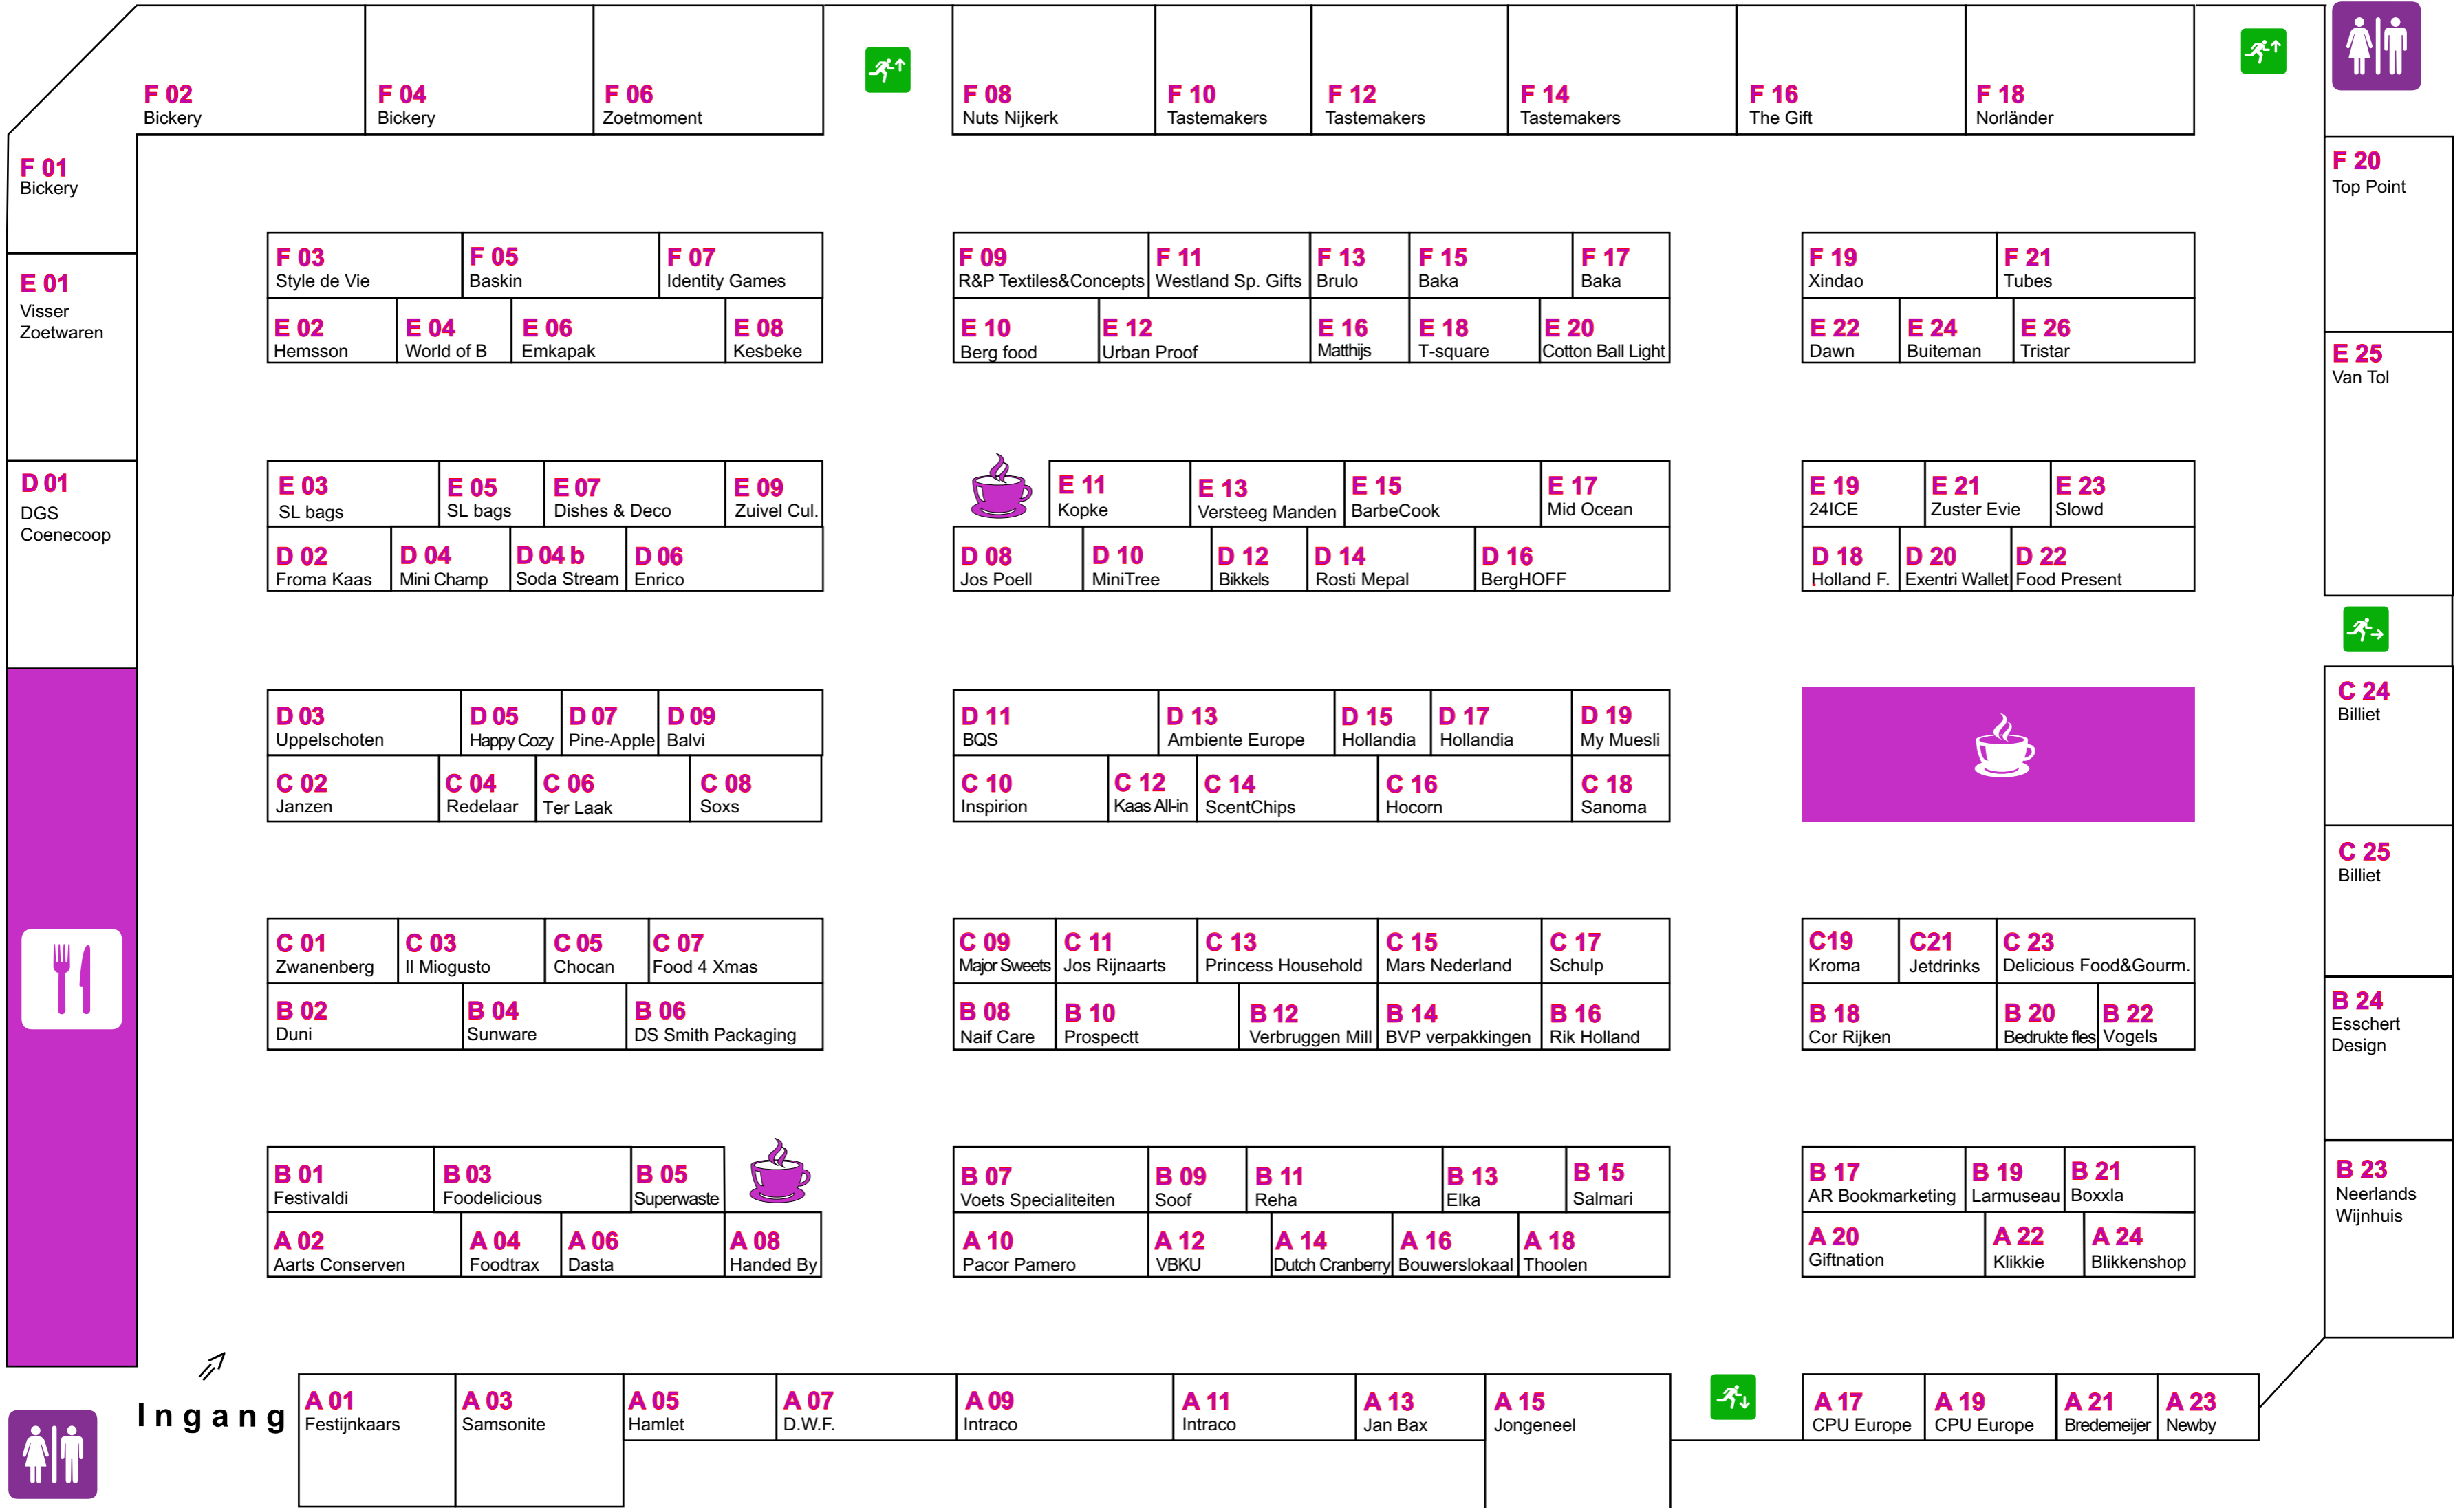 F 02
Bickery
F 04
Bickery
F 06
Zoetmoment
F 08
Nuts Nijkerk
F 10
Tastemakers
F 12
Tastemakers
F 14
Tastemakers
F 16
The Gift
F 18
Norländer
F 01
Bickery
F 20
Top Point
E 01
Visser
Zoetwaren
F 03
Style de Vie
F 05
Baskin
F 07
Identity Games
F 09
R&P Textiles&Concepts
F 11
Westland Sp. Gifts
F 13
Brulo
F 15
Baka
F 17
Baka
F 19
Xindao
F 21
Tubes
E 02
Hemsson
E 04
World of B
E 06
Emkapak
E 08
Kesbeke
E 10
Berg food
E 12
Urban Proof
E 16
Matthijs
E 18
T-square
E 20
Cotton Ball Light
E 22
Dawn
E 24
Buiteman
E 26
Tristar
E 25
Van Tol
D 01
DGS
Coenecoop
E 03
SL bags
E 05
SL bags
E 07
Dishes & Deco
E 09
Zuivel Cul.
E 11
Kopke
E 13
Versteeg Manden
E 15
BarbeCook
E 17
Mid Ocean
E 19
24ICE
E 21
Zuster Evie
E 23
Slowd
D 02
Froma Kaas
D 04
Mini Champ
D 04 b
Soda Stream
D 06
Enrico
D 08
Jos Poell
D 10
MiniTree
D 12
Bikkels
D 14
Rosti Mepal
D 16
BergHOFF
D 18
Holland F.
D 20
Exentri Wallet
D 22
Food Present
D 03
Uppelschoten
D 05
Happy Cozy
D 07
Pine-Apple
D 09
Balvi
D 11
BQS
D 13
Ambiente Europe
D 15
Hollandia
D 17
Hollandia
D 19
My Muesli
C 24
Billiet
C 02
Janzen
C 04
Redelaar
C 06
Ter Laak
C 08
Soxs
C 10
Inspirion
C 12
Kaas All-in
C 14
ScentChips
C 16
Hocorn
C 18
Sanoma
C 25
Billiet
C 01
Zwanenberg
C 03
Il Miogusto
C 05
Chocan
C 07
Food 4 Xmas
C 09
Major Sweets
C 11
Jos Rijnaarts
C 13
Princess Household
C 15
Mars Nederland
C 17
Schulp
C19
Kroma
C21
Jetdrinks
C 23
Delicious Food&Gourm.
B 02
Duni
B 04
Sunware
B 06
DS Smith Packaging
B 08
Naif Care
B 10
Prospectt
B 12
Verbruggen Mill
B 14
BVP verpakkingen
B 16
Rik Holland
B 18
Cor Rijken
B 20
Bedrukte fles
B 22
Vogels
B 24
Esschert
Design
B 01
Festivaldi
B 03
Foodelicious
B 05
Superwaste
B 07
Voets Specialiteiten
B 09
Soof
B 11
Reha
B 13
Elka
B 15
Salmari
B 17
AR Bookmarketing
B 19
Larmuseau
B 21
Boxxla
B 23
Neerlands
Wijnhuis
A 02
Aarts Conserven
A 04
Foodtrax
A 06
Dasta
A 08
Handed By
A 10
Pacor Pamero
A 12
VBKU
A 14
Dutch Cranberry
A 16
Bouwerslokaal
A 18
Thoolen
A 20
Giftnation
A 22
Klikkie
A 24
Blikkenshop
Ingang
A 01
Festijnkaars
A 03
Samsonite
A 05
Hamlet
A 07
D.W.F.
A 09
Intraco
A 11
Intraco
A 13
Jan Bax
A 15
Jongeneel
A 17
CPU Europe
A 19
CPU Europe
A 21
Bredemeijer
A 23
Newby